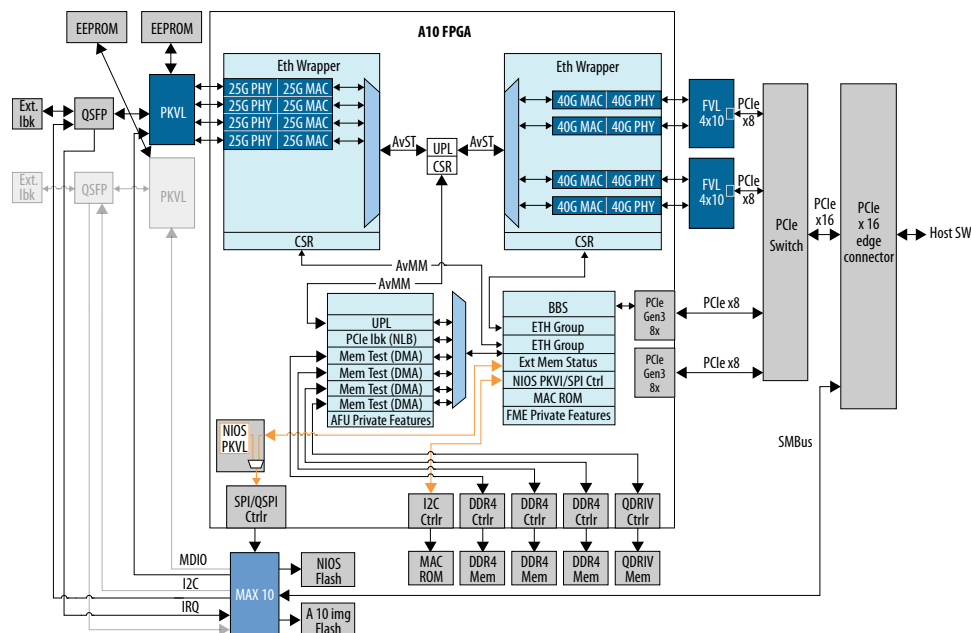 A10 FPGA
EEPROM
EEPROM
Eth Wrapper
Eth Wrapper
Ext.
lbk
QSFP
PKVL
25G PHY 25G MAC
25G PHY 25G MAC
25G PHY 25G MAC
25G PHY 25G MAC
AvST
UPL
CSR
AvST
40G MAC 40G PHY
40G MAC 40G PHY
40G MAC 40G PHY
40G MAC 40G PHY
FVL
4x10
PCIe
x8
FVL
4x10
PCIe
x8
Ext.
lbk
QSFP
PKVL
CSR
CSR
PCIe
Switch
PCIe
x16
PCIe
x 16
edge
connector
Host SW
AvMM
AvMM
UPL
PCIe lbk (NLB)
Mem Test (DMA)
Mem Test (DMA)
Mem Test (DMA)
Mem Test (DMA)
AFU Private Features
BBS
ETH Group
ETH Group
Ext Mem Status
NIOS PKVI/SPI Ctrl
MAC ROM
FME Private Features
PCIe
Gen3
8x
PCIe x8
PCIe
Gen3
8x
PCIe x8
SMBus
NIOS
PKVL
SPI/QSPI
Ctrlr
I2C
Ctrlr
DDR4
Ctrlr
DDR4
Ctrlr
DDR4
Ctrlr
QDRIV
Ctrlr
MAC
ROM
DDR4
Mem
DDR4
Mem
DDR4
Mem
QDRIV
Mem
MDIO
I2C
IRQ
MAX 10
NIOS
Flash
A 10 img
Flash